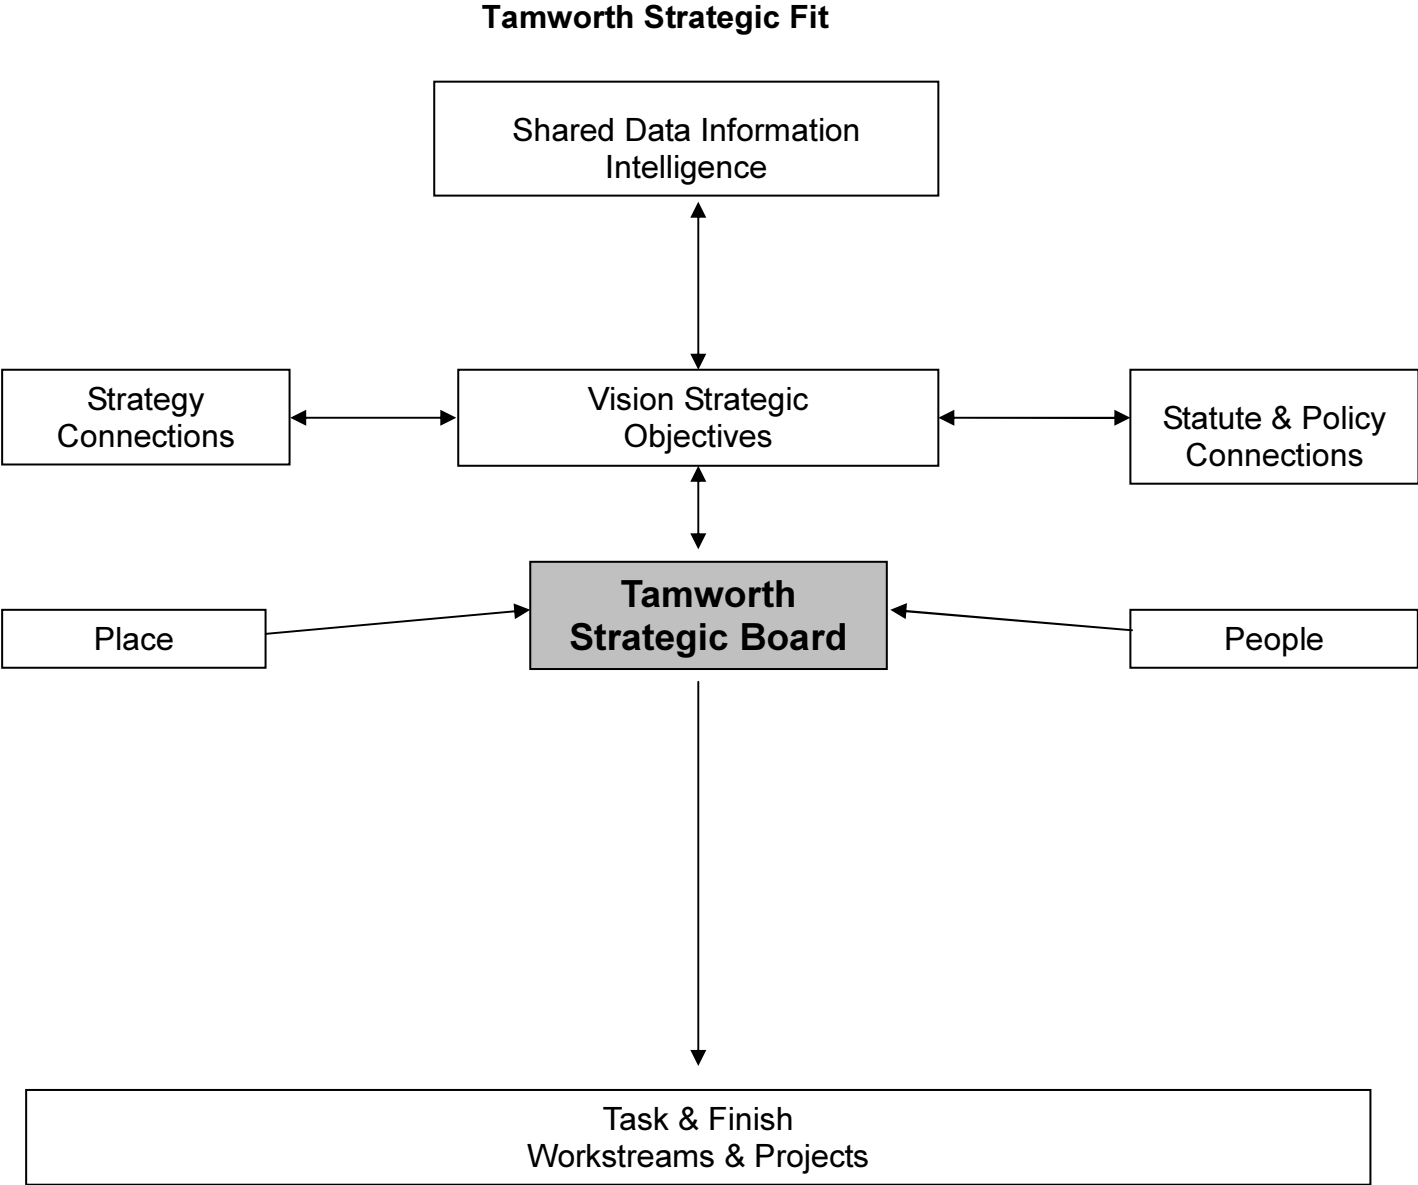 Tamworth Strategic Fit
Shared Data Information
Intelligence
Strategy
Connections
Vision Strategic
Objectives
Statute & Policy
Connections
Tamworth
Strategic Board
Place
People
Task & Finish
Workstreams & Projects